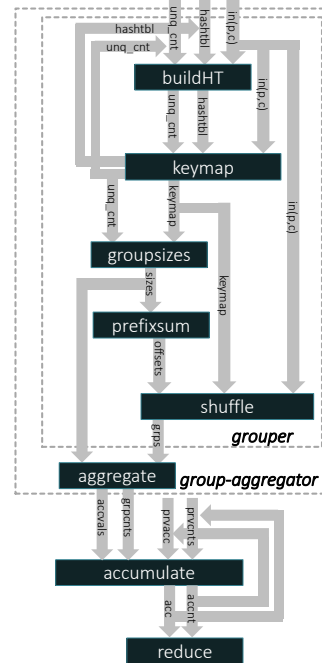 hashtbl
unq_cnt
unq_cnt
hashtbl
in(p,c)
buildHT
unq_cnt
hashtbl
in(p,c)
keymap
unq_cnt
keymap
in(p,c)
groupsizes
sizes
keymap
prefixsum
offsets
shuffle
grps
grouper
aggregate
group-aggregator
accvals
grpcnts
prvacc
prvcnts
accumulate
acc
accnt
reduce